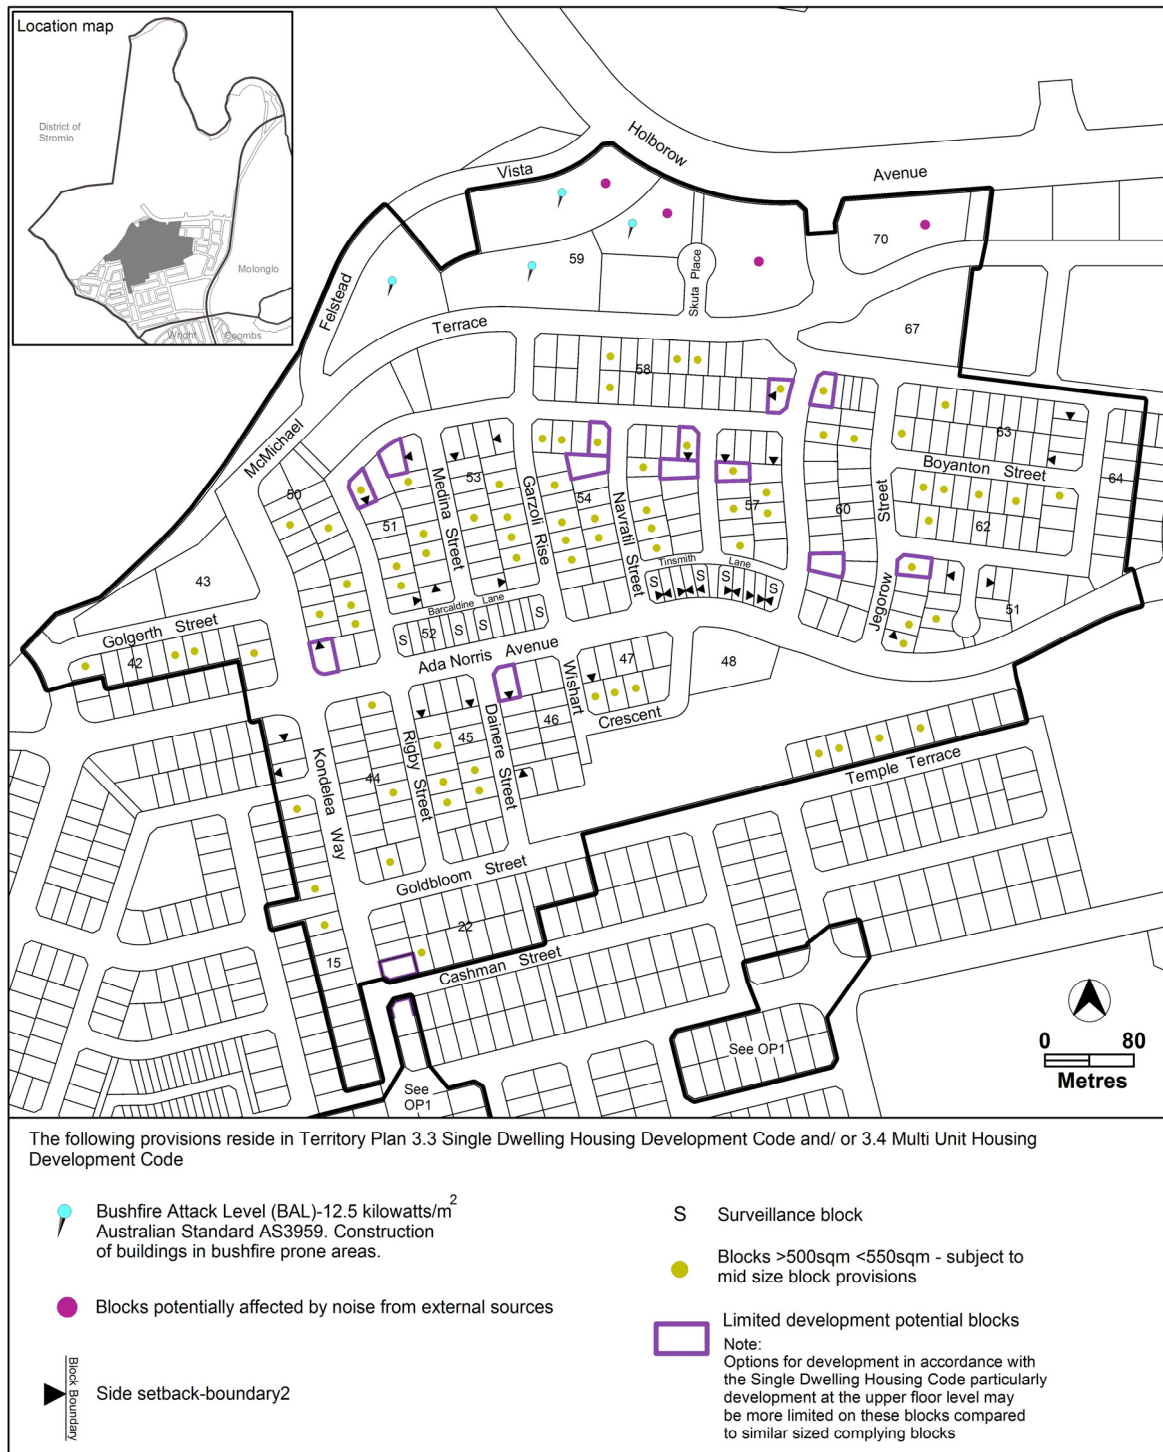 Location map
District of
Stromlo
Molonglo
Wright
Coombs
Holborow
Vista
Avenue
70
59
Skuta Place
Felstead
Terrace
67
58
McMichael
63
Boyanton Street
64
50
53
Medina Street
Garzoli Rise
54
51
Navratil Street
57
60
Jegorow Street
62
43
Tinsmith Lane
S
S
S
Barcaldine Lane
51
Golgerth Street
42
S
52
S
S
S
Ada Norris Avenue
47
48
Wishart
Crescent
46
Dainere Street
45
Rigby Street
44
Kondelea Way
Temple Terrace
Goldbloom Street
22
Cashman Street
15
See OP1
See
OP1
0 80
Metres
The following provisions reside in Territory Plan 3.3 Single Dwelling Housing Development Code and/ or 3.4 Multi Unit Housing
Development Code
Bushfire Attack Level (BAL)-12.5 kilowatts/m2
Australian Standard AS3959. Construction
of buildings in bushfire prone areas.
Blocks potentially affected by noise from external sources
Block Boundary
Side setback-boundary2
S Surveillance block
Blocks >500sqm <550sqm - subject to
mid size block provisions
Limited development potential blocks
Note:
Options for development in accordance with
the Single Dwelling Housing Code particularly
development at the upper floor level may
be more limited on these blocks compared
to similar sized complying blocks